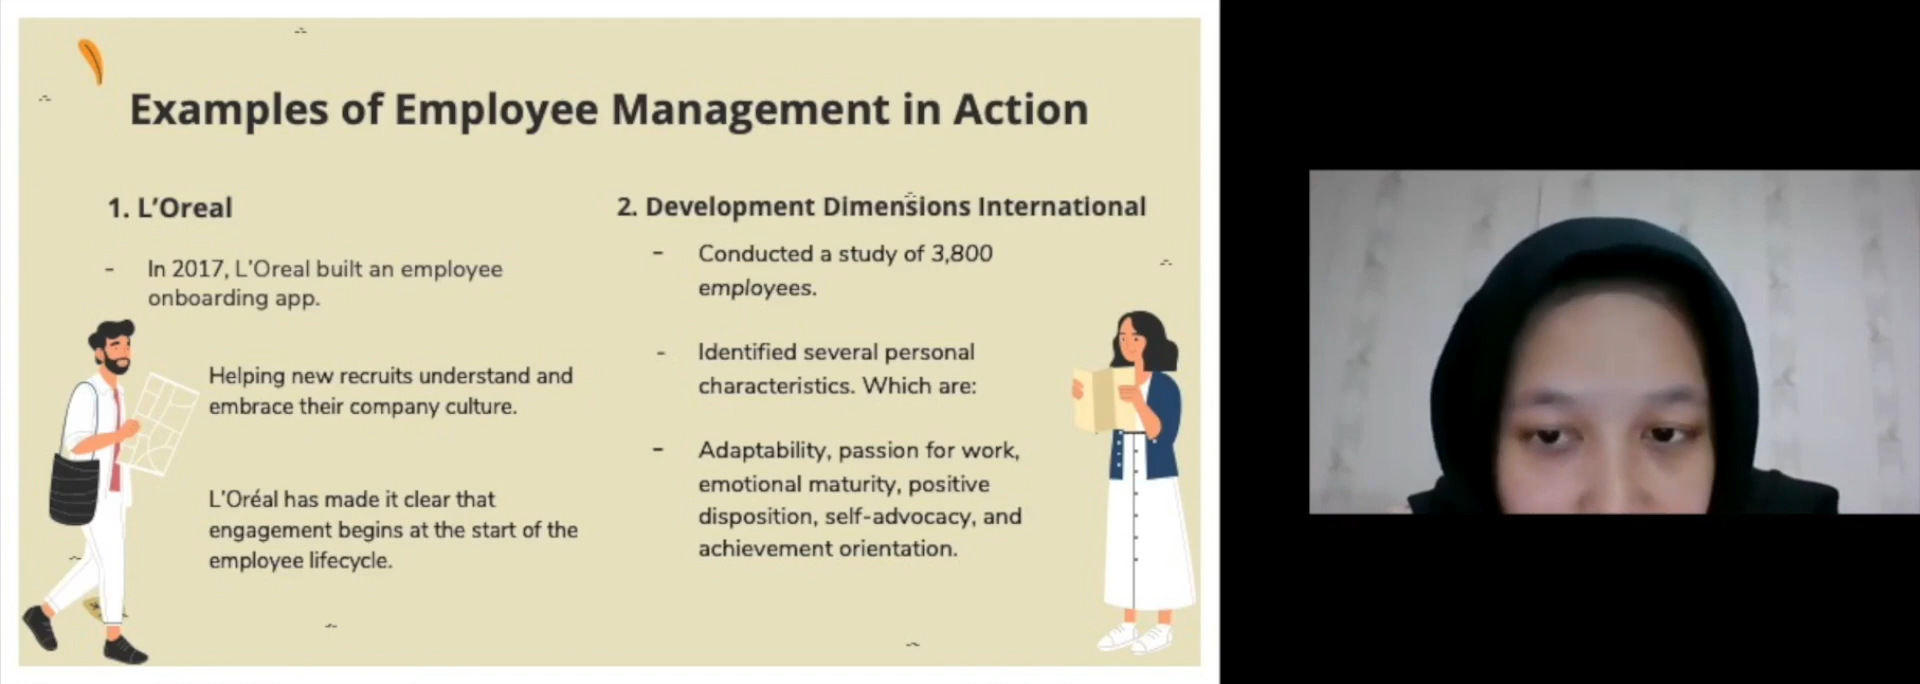 Examples of Employee Management in Action
1. L'Oreal
- In 2017, L'Oreal built an employee
onboarding app.
Helping new recruits understand and
embrace their company culture.
L'Oréal has made it clear that
engagement begins at the start of the
employee lifecycle.
2. Development Dimensions International
- Conducted a study of 3,800
employees.
- Identified several personal
characteristics. Which are:
- Adaptability, passion for work,
emotional maturity, positive
disposition, self-advocacy, and
achievement orientation.